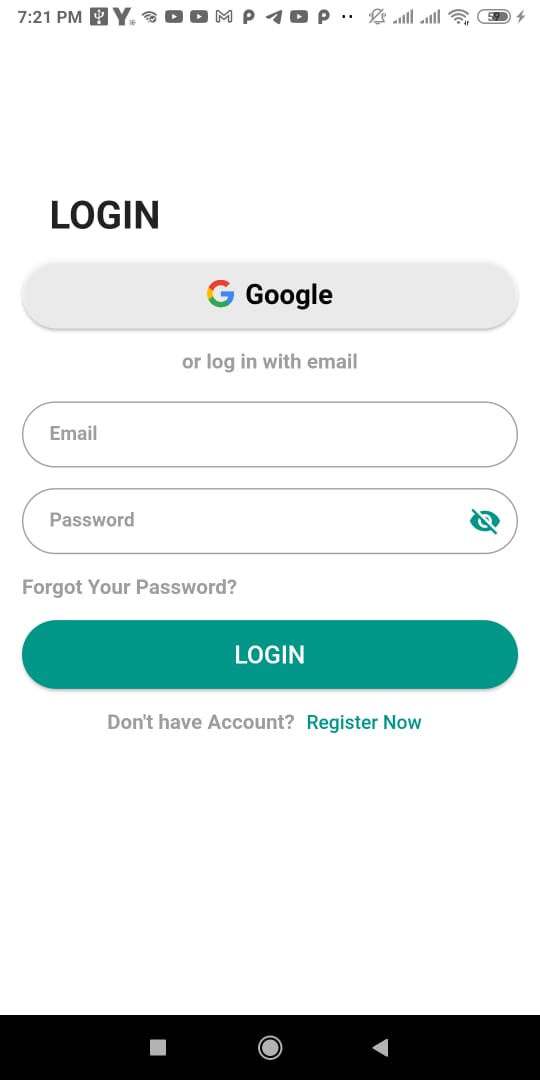 7:21 PM 59
LOGIN
Google
or log in with email
Email
Password
Forgot Your Password?
LOGIN
Don't have Account? Register Now